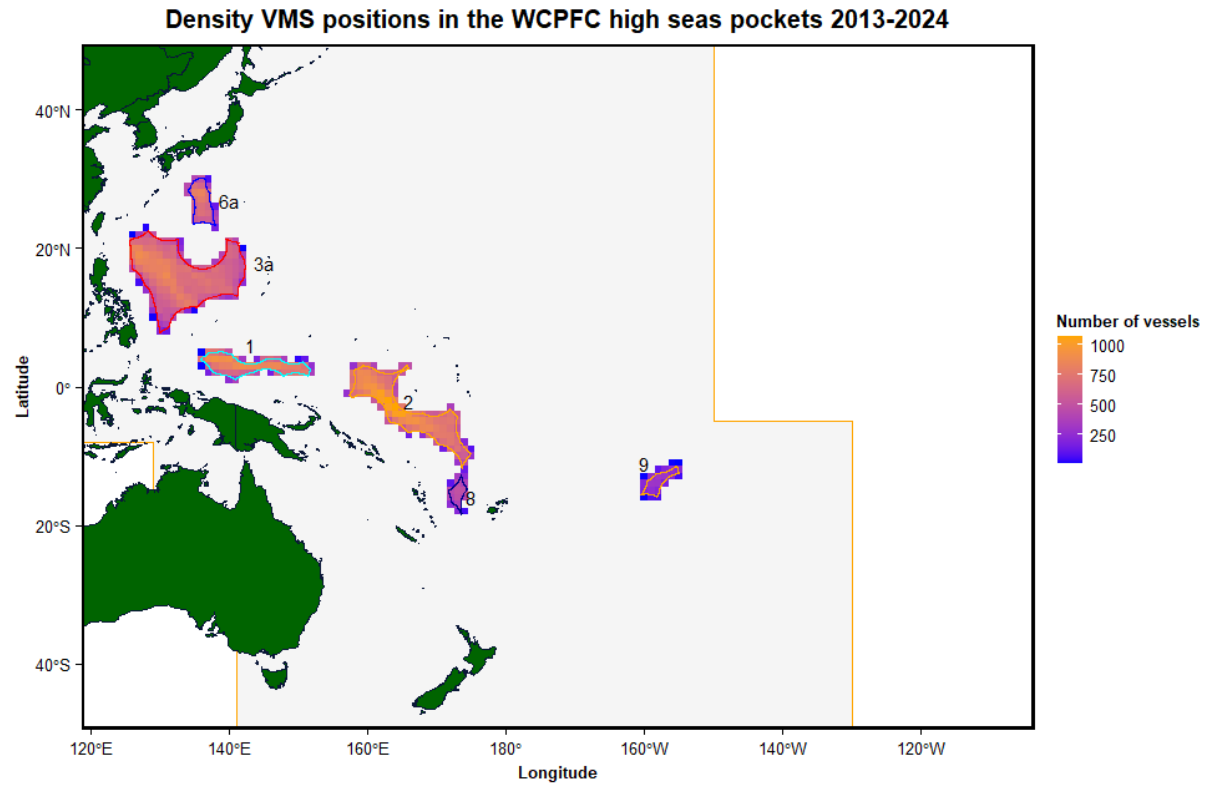 Density VMS positions in the WCPFC high seas pockets 2013-2024
40°N
20°N
0°
20°S
40°S
Latitude
6a
3a
1
2
8
9
120°E
140°E
160°E
180°
160°W
140°W
120°W
Longitude
Number of vessels
1000
750
500
250